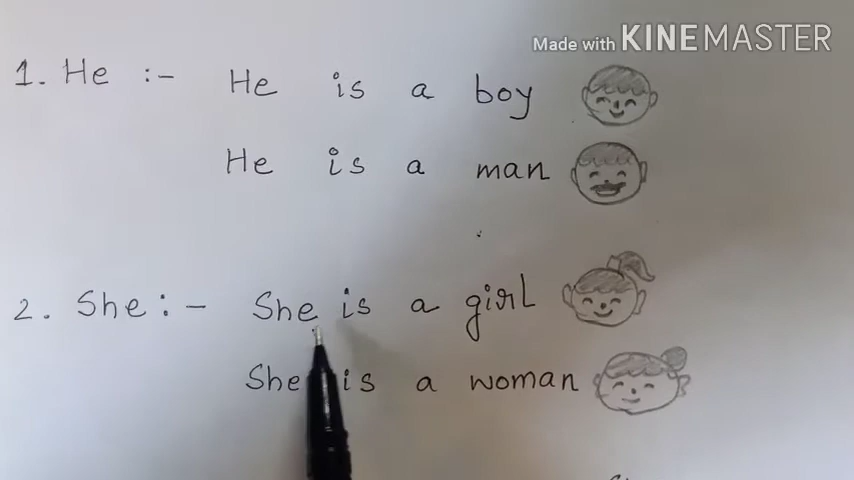 Made with KINEMASTER
1. He :- He is a boy
He is a man
2. She :- She is a girl
She is a woman